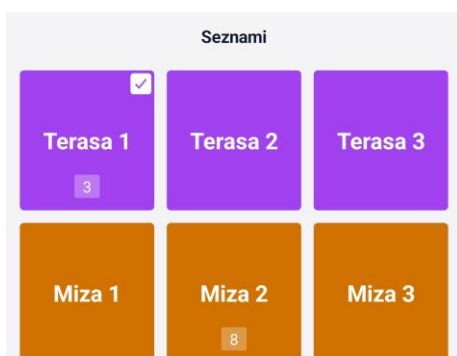 Seznami
Terasa 1
Terasa 2
Terasa 3
3
Miza 1
Miza 2
Miza 3
8